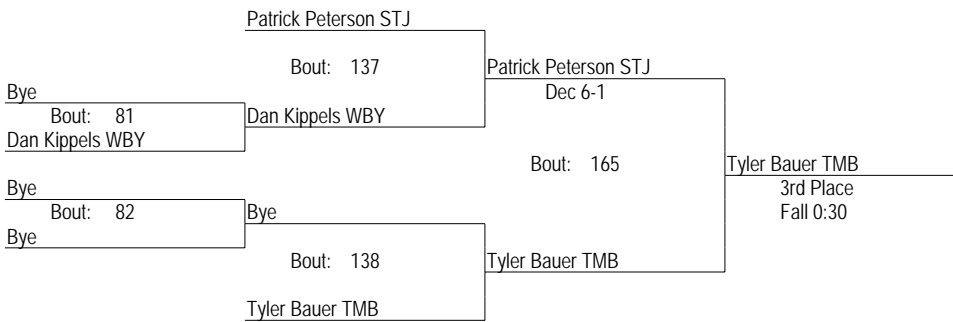 Patrick Peterson STJ
Bout: 137
Patrick Peterson STJ
Bye
Dec 6-1
Bout: 81
Dan Kippels WBY
Dan Kippels WBY
Bout: 165
Tyler Bauer TMB
Bye
3rd Place
Bout: 82
Bye
Fall 0:30
Bye
Bout: 138
Tyler Bauer TMB
Tyler Bauer TMB